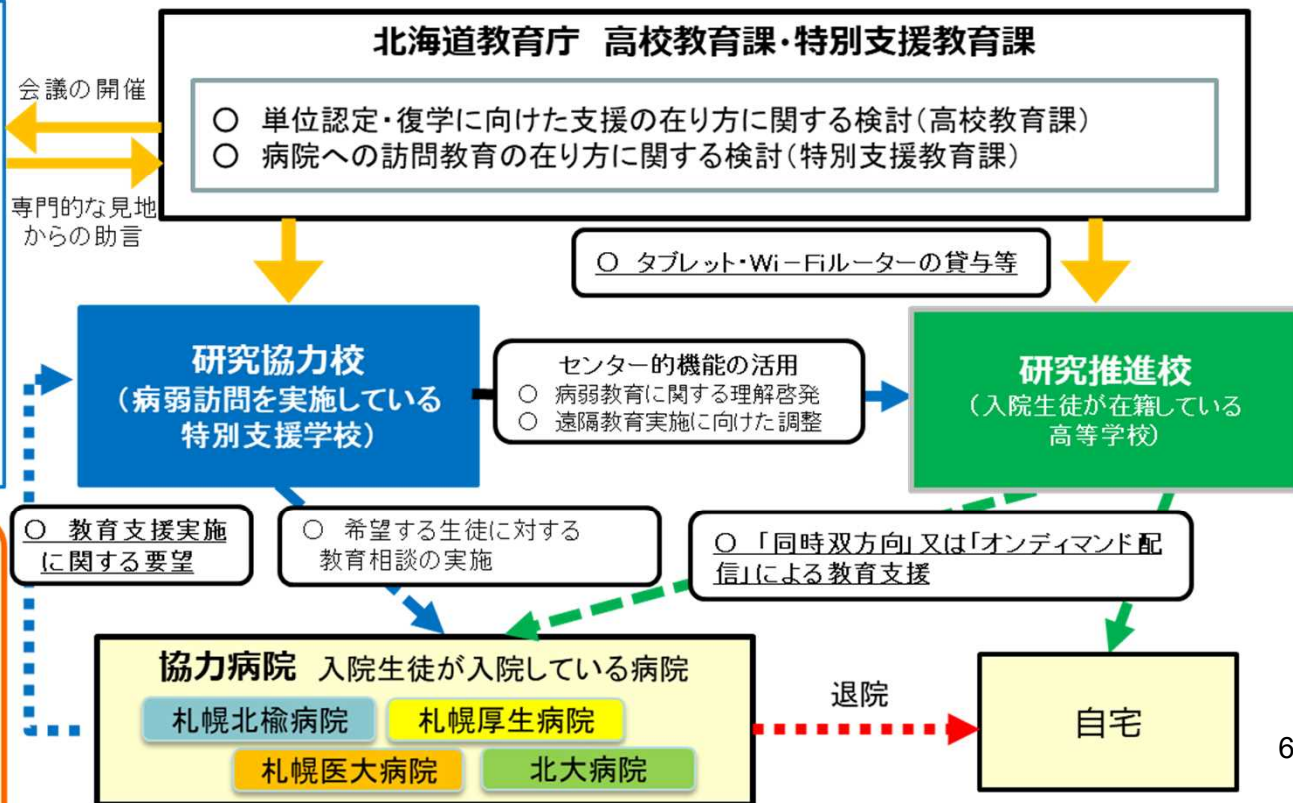 北海道教育庁 高校教育課・特別支援教育課
会議の開催
○ 単位認定・復学に向けた支援の在り方に関する検討(高校教育課)
○ 病院への訪問教育の在り方に関する検討(特別支援教育課)
専門的な見地
からの助言
○ タブレット・Wi-Fiルーターの貸与等
研究協力校
(病弱訪問を実施している
特別支援学校)
センター的機能の活用
○ 病弱教育に関する理解啓発
○ 遠隔教育実施に向けた調整
研究推進校
(入院生徒が在籍している
高等学校)
○ 教育支援実施
に関する要望
○ 希望する生徒に対する
教育相談の実施
○ 「同時双方向」又は「オンディマンド配
信」による教育支援
協力病院 入院生徒が入院している病院
札幌北楡病院
札幌厚生病院
札幌医大病院
北大病院
退院
自宅
6